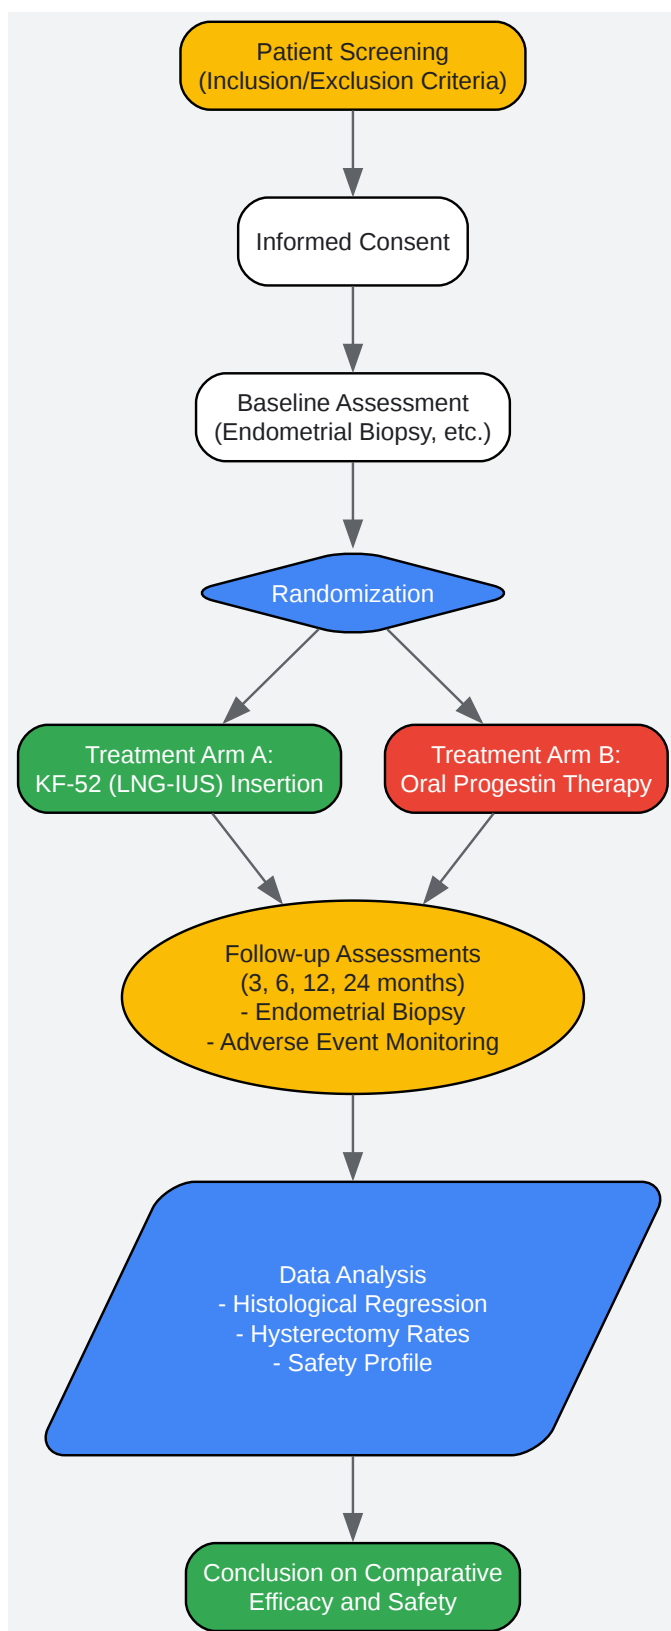 Patient Screening
(Inclusion/Exclusion Criteria)
Informed Consent
Baseline Assessment
(Endometrial Biopsy, etc.)
Randomization
Treatment Arm A:
KF-52 (LNG-IUS) Insertion
Treatment Arm B:
Oral Progestin Therapy
Follow-up Assessments
(3, 6, 12, 24 months)
- Endometrial Biopsy
- Adverse Event Monitoring
Data Analysis
- Histological Regression
- Hysterectomy Rates
- Safety Profile
Conclusion on Comparative
Efficacy and Safety